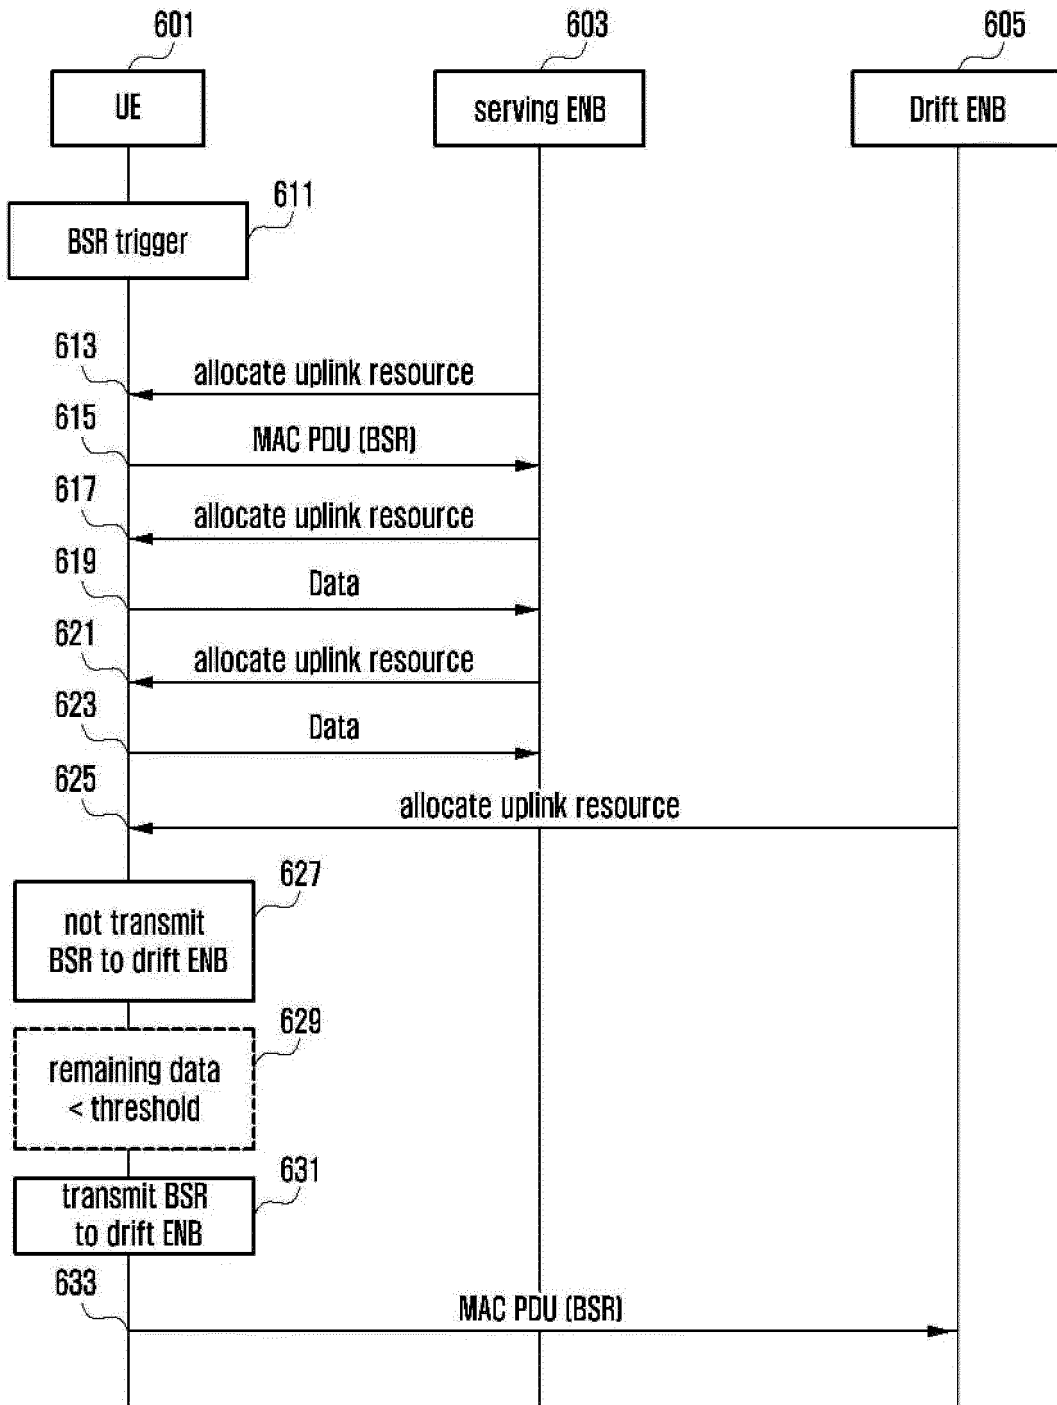 601
603
605
UE
serving ENB
Drift ENB
611
BSR trigger
613
allocate uplink resource
615
MAC PDU (BSR)
617
allocate uplink resource
619
Data
621
allocate uplink resource
623
Data
625
allocate uplink resource
627
not transmit
BSR to drift ENB
629
remaining data
< threshold
631
transmit BSR
to drift ENB
633
MAC PDU (BSR)